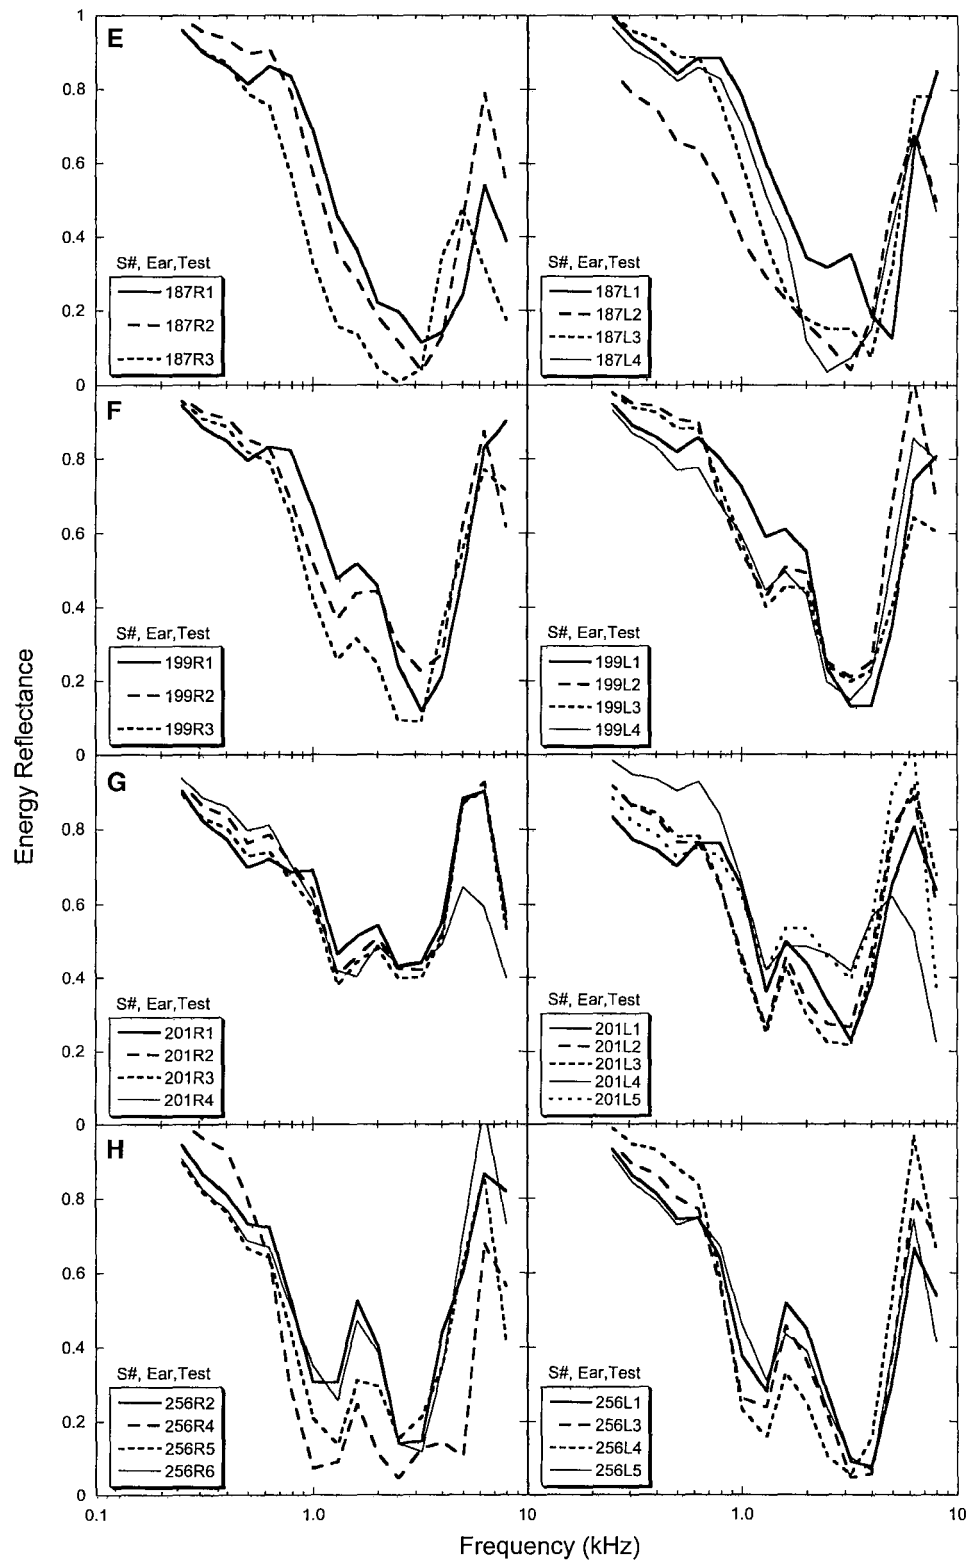 1
E
0.8
0.6
0.4
0.2
0
S#, Ear,Test
187R1
187R2
187R3
S#, Ear,Test
187L1
187L2
187L3
187L4
F
0.8
0.6
0.4
0.2
0
S#, Ear,Test
199R1
199R2
199R3
S#, Ear,Test
199L1
199L2
199L3
199L4
Energy Reflectance
G
0.8
0.6
0.4
0.2
0
S#, Ear,Test
201R1
201R2
201R3
201R4
S#, Ear,Test
201L1
201L2
201L3
201L4
201L5
H
0.8
0.6
0.4
0.2
0
S#, Ear,Test
256R2
256R4
256R5
256R6
S#, Ear,Test
256L1
256L3
256L4
256L5
0.1 1.0 10 1.0 10
Frequency (kHz)